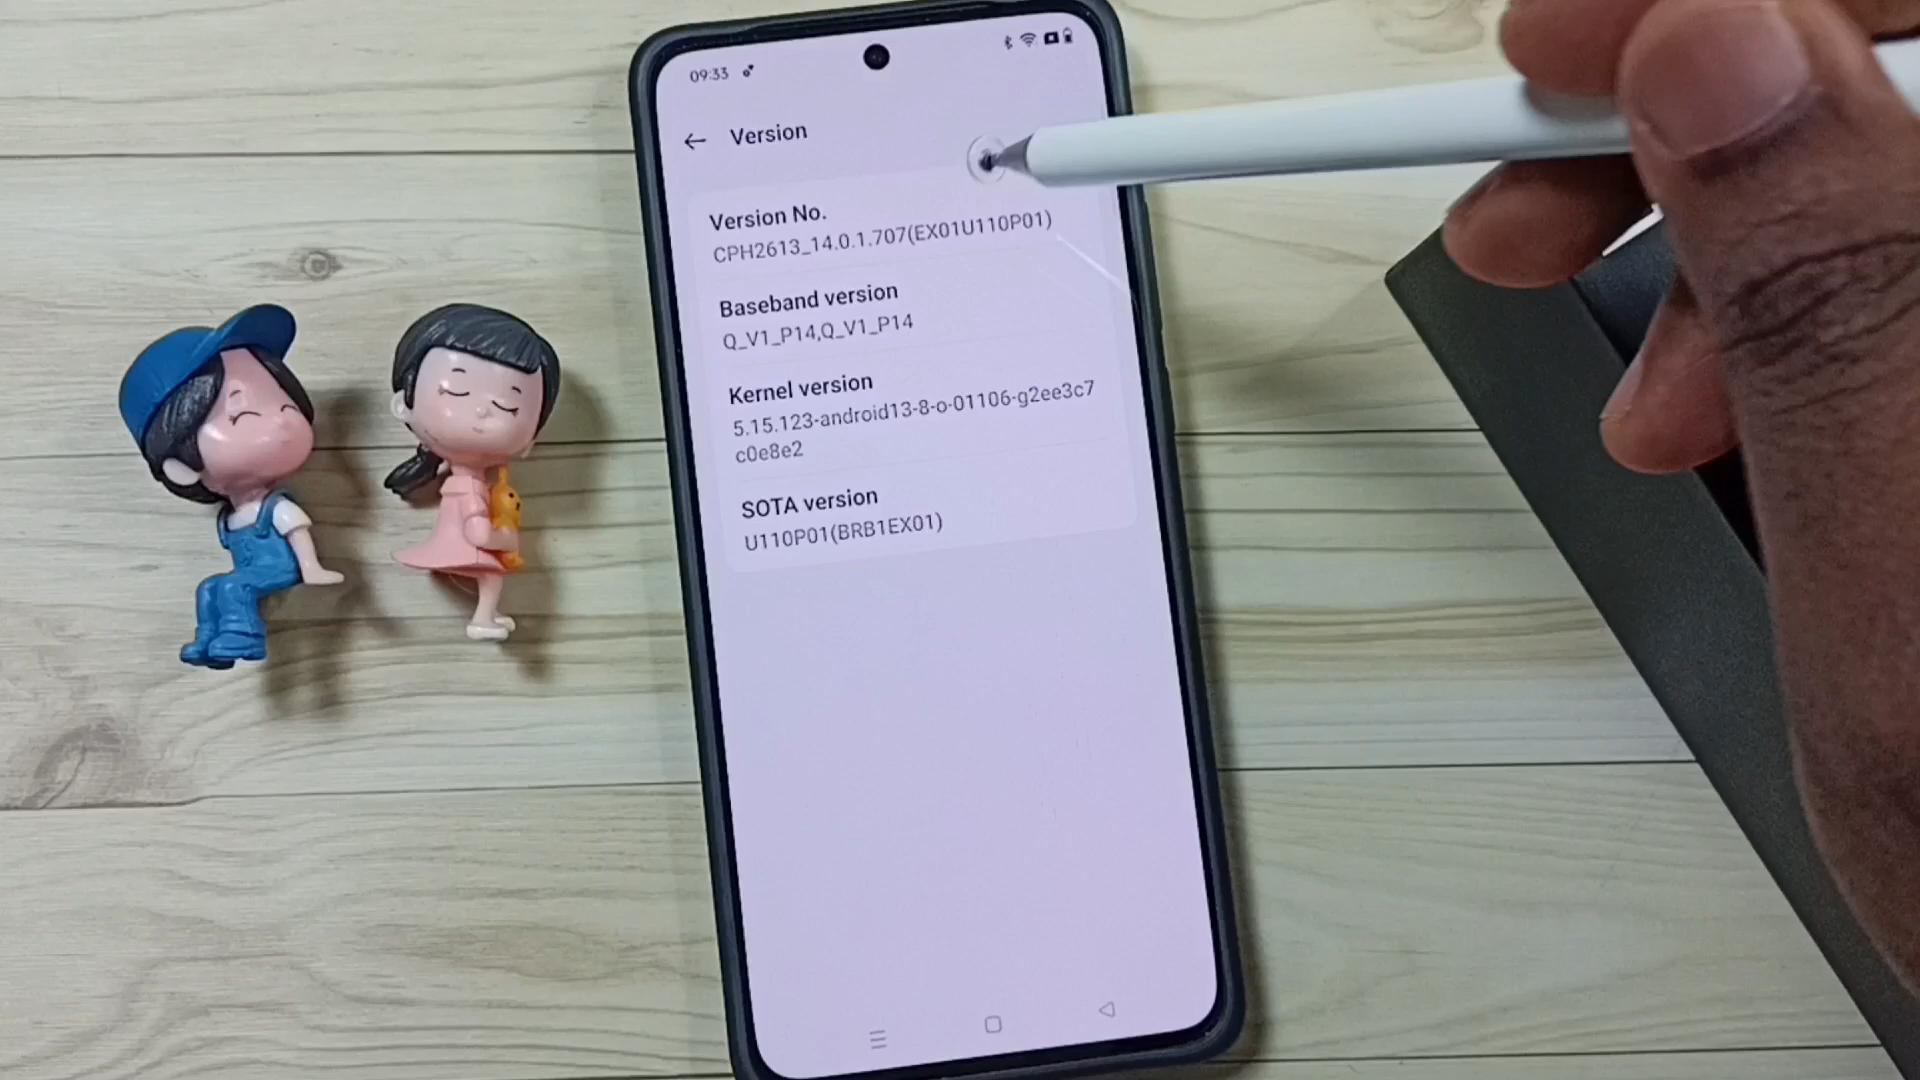 09:33
Version
Version No.
CPH2613_14.0.1.707(EX01U110P01)
Baseband version
Q_V1_P14,Q_V1_P14
Kernel version
5.15.123-android13-8-o-01106-g2ee3c7
c0e8e2
SOTA version
U110P01(BRB1EX01)